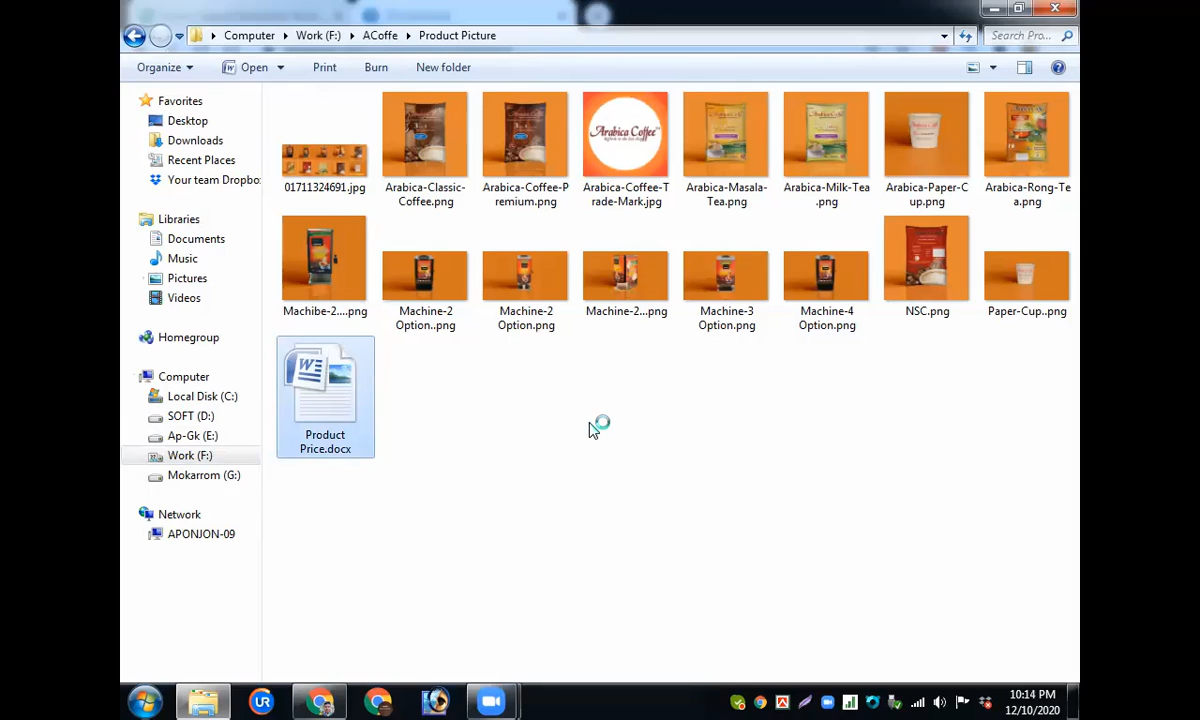 Computer Work (F:) ACoffe Product Picture
Search Pro...
Organize Open Print Burn New folder
Favorites
Desktop
Downloads
Recent Places
Your team Dropbo
Libraries
Documents
Music
Pictures
Videos
Homegroup
Computer
Local Disk (C:)
SOFT (D:)
Ap-Gk (E:)
Work (F:)
Mokarrom (G:)
Network
APONJON-09
Arabica Coffee
01711324691.jpg
Arabica-Classic-
Coffee.png
Arabica-Coffee-P
remium.png
Arabica-Coffee-T
rade-Mark.jpg
Arabica-Masala-
Tea.png
Arabica-Milk-Tea
.png
Arabica-Paper-C
up.png
Arabica-Rong-Te
a.png
Machibe-2....png
Machine-2
Option..png
Machine-2
Option.png
Machine-2...png
Machine-3
Option.png
Machine-4
Option.png
NSC.png
Paper-Cup..png
Product
Price.docx
UR
10:14 PM
12/10/2020